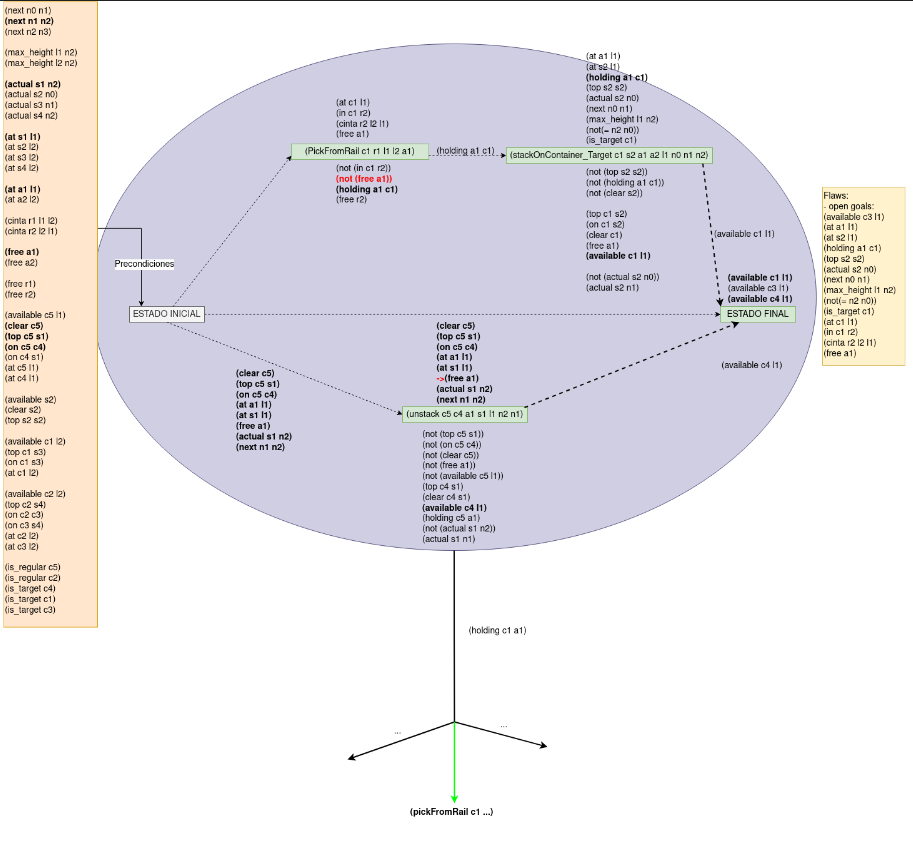 (next n0 n1)
(next n1 n2)
(next n2 n3)
(max_height l1 n2)
(max_height l2 n2)
(actual s1 n2)
(actual s2 n0)
(actual s3 n1)
(actual s4 n2)
(at s1 l1)
(at s2 l2)
(at s3 l2)
(at s4 l2)
(at a1 l1)
(at a2 l2)
(cinta r1 l1 l2)
(cinta r2 l2 l1)
(free a1)
(free a2)
(free r1)
(free r2)
(available c5 l1)
(clear c5)
(top c5 s1)
(on c5 c4)
(on c4 s1)
(at c5 l1)
(at c4 l1)
(available s2)
(clear s2)
(top s2 s2)
(available c1 l2)
(top c1 s3)
(on c1 s3)
(at c1 l2)
(available c2 l2)
(top c2 s4)
(on c2 c3)
(on c3 s4)
(at c2 l2)
(at c3 l2)
(is_regular c5)
(is_regular c2)
(is_target c4)
(is_target c1)
(is_target c3)
Precondiciones
ESTADO INICIAL
(at c1 l1)
(in c1 r2)
(cinta r2 l2 l1)
(free a1)
(PickFromRail c1 r1 l1 l2 a1)
(not (in c1 r2))
(not (free a1))
(holding a1 c1)
(free r2)
(holding a1 c1)
(at a1 l1)
(at s2 l1)
(holding a1 c1)
(top s2 s2)
(actual s2 n0)
(next n0 n1)
(max_height l1 n2)
(not(= n2 n0))
(is_target c1)
(stackOnContainer_Target c1 s2 a1 a2 l1 n0 n1 n2)
(not (top s2 s2))
(not (holding a1 c1))
(not (clear s2))
(top c1 s2)
(on c1 s2)
(clear c1)
(free a1)
(available c1 l1)
(not (actual s2 n0))
(actual s2 n1)
(available c1 l1)
(available c1 l1)
(available c3 l1)
(available c4 l1)
ESTADO FINAL
(available c4 l1)
(clear c5)
(top c5 s1)
(on c5 c4)
(at a1 l1)
(at s1 l1)
(free a1)
(actual s1 n2)
(next n1 n2)
(clear c5)
(top c5 s1)
(on c5 c4)
(at a1 l1)
(at s1 l1)
->(free a1)
(actual s1 n2)
(next n1 n2)
(unstack c5 c4 a1 s1 l1 n2 n1)
(not (top c5 s1))
(not (on c5 c4))
(not (clear c5))
(not (free a1))
(not (available c5 l1))
(top c4 s1)
(clear c4 s1)
(available c4 l1)
(holding c5 a1)
(not (actual s1 n2))
(actual s1 n1)
Flaws:
- open goals:
(available c3 l1)
(at a1 l1)
(at s2 l1)
(holding a1 c1)
(top s2 s2)
(actual s2 n0)
(next n0 n1)
(max_height l1 n2)
(not(= n2 n0))
(is_target c1)
(at c1 l1)
(in c1 r2)
(cinta r2 l2 l1)
(free a1)
(holding c1 a1)
...
...
(pickFromRail c1 ...)